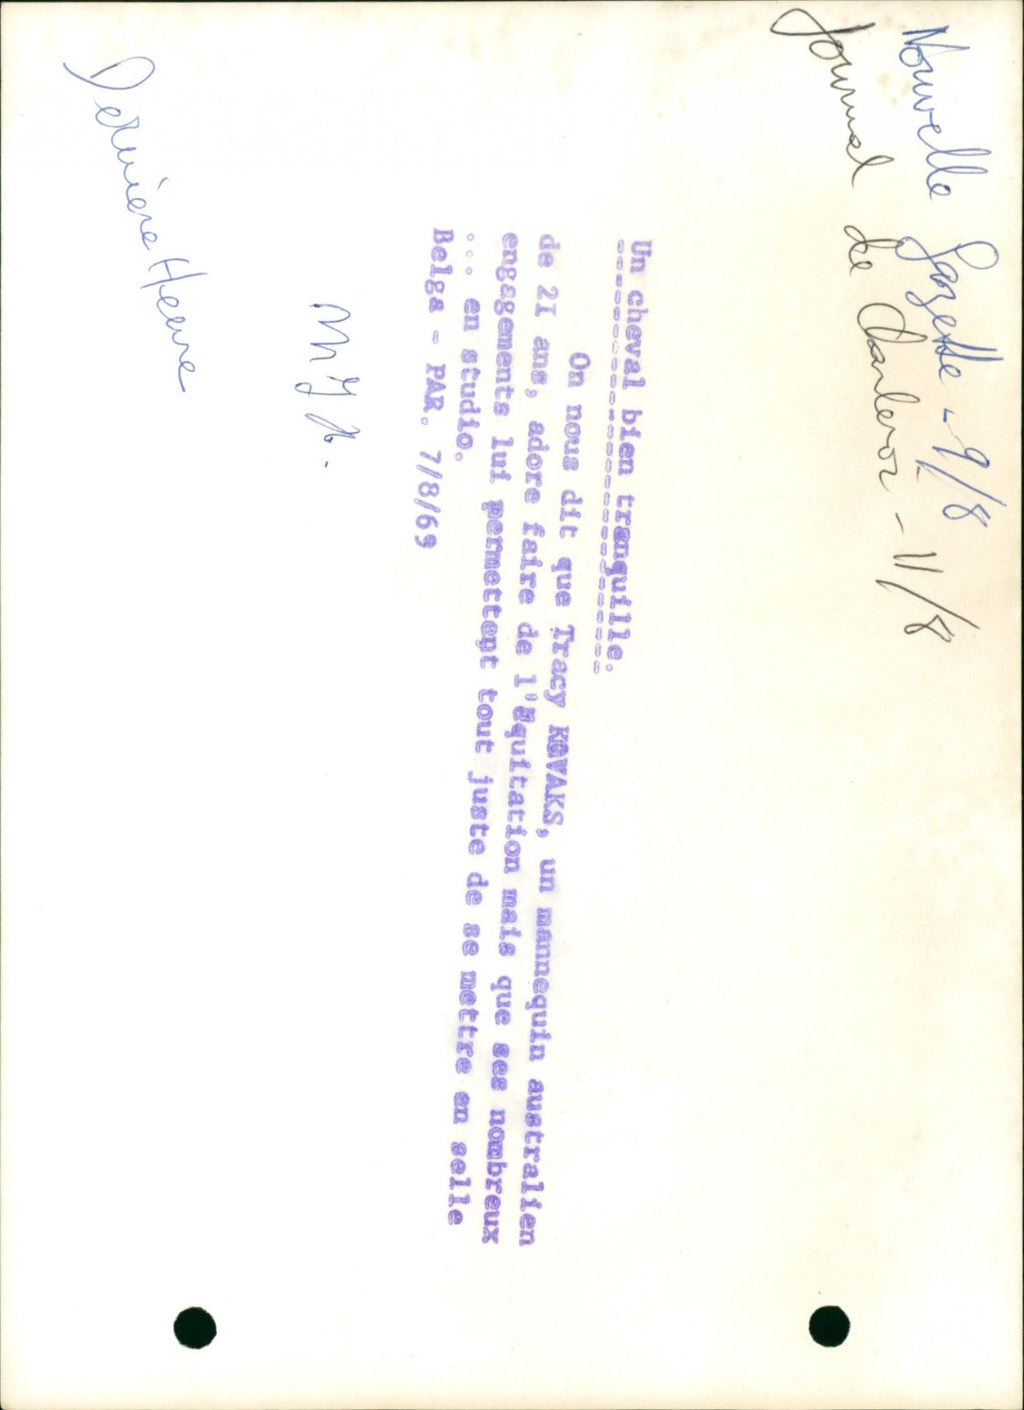 Nouvelle Gazette - 9/8
Journal de Charleroi - 11/8
Un cheval bien tranquille.
On nous dit que Tracy KOVAKS, un mannequin australien
de 21 ans, adore faire de l'Equitation mais que ses nombreux
engagements lui permettent tout juste de se mettre en selle
... en studio.
Belga - PAR. 7/8/69
Dernière Heure